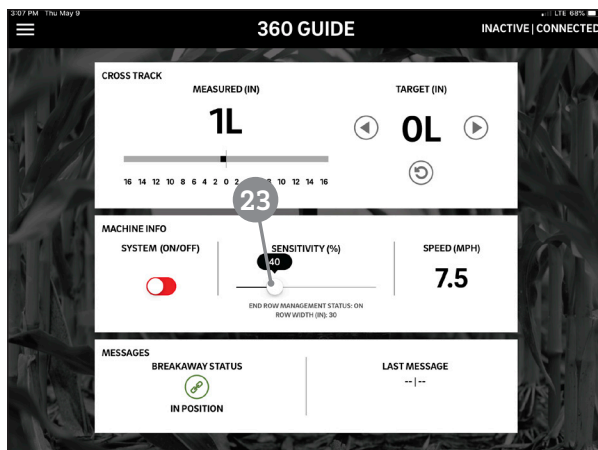 3:07 PM Thu May 9
LTE 68%
360 GUIDE
INACTIVE | CONNECTED
CROSS TRACK
MEASURED (IN)
TARGET (IN)
1L
0L
16 14 12 10 8 6 4 2 0 2 8 10 12 14 16
23
MACHINE INFO
SYSTEM (ON/OFF)
SENSITIVITY (%)
SPEED (MPH)
40
7.5
END ROW MANAGEMENT STATUS: ON
ROW WIDTH (IN): 30
MESSAGES
BREAKAWAY STATUS
LAST MESSAGE
--|--
IN POSITION